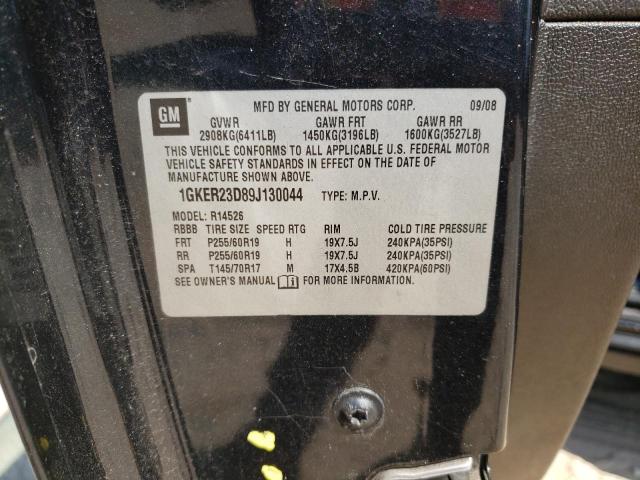 GM MFD BY GENERAL MOTORS CORP. 09/08
GVWR GAWR FRT GAWR RR
2908KG(6411LB) 1450KG(3196LB) 1600KG(3527LB)
THIS VEHICLE CONFORMS TO ALL APPLICABLE U.S. FEDERAL MOTOR
VEHICLE SAFETY STANDARDS IN EFFECT ON THE DATE OF
MANUFACTURE SHOWN ABOVE.
1GKER23D89J130044 TYPE: M.P.V.
MODEL: R14526
RBBB TIRE SIZE SPEED RTG RIM COLD TIRE PRESSURE
FRT P255/60R19 H 19X7.5J 240KPA(35PSI)
RR P255/60R19 H 19X7.5J 240KPA(35PSI)
SPA T145/70R17 M 17X4.5B 420KPA(60PSI)
SEE OWNER'S MANUAL FOR MORE INFORMATION.